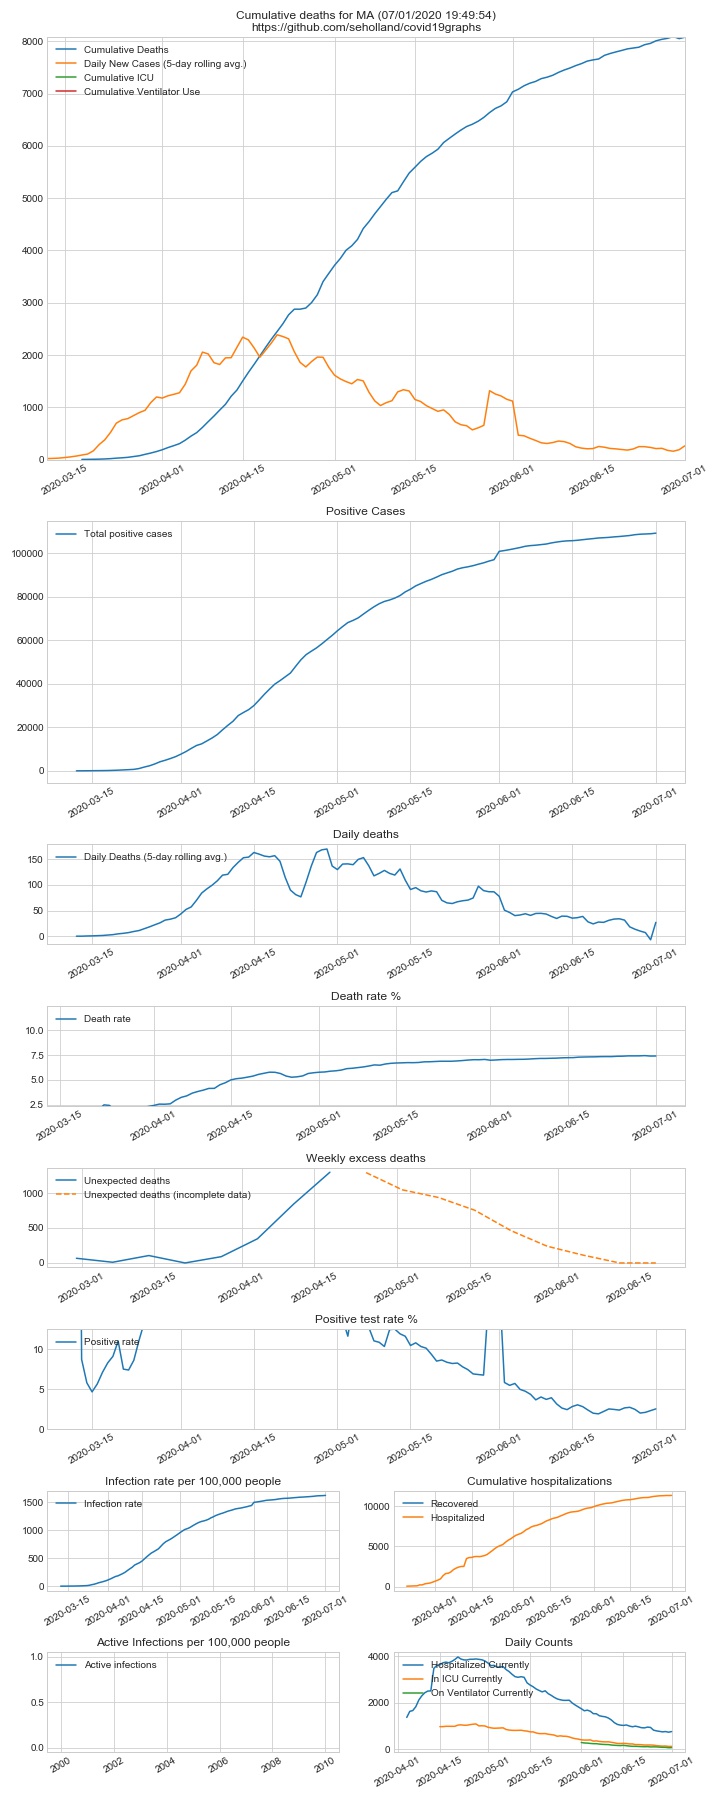 Cumulative deaths for MA (07/01/2020 19:49:54)
https://github.com/seholland/covid19graphs
Cumulative Deaths
Daily New Cases (5-day rolling avg.)
Cumulative ICU
Cumulative Ventilator Use
8000
7000
6000
5000
4000
3000
2000
1000
0
2020-03-15 2020-04-01 2020-04-15 2020-05-01 2020-05-15 2020-06-01 2020-06-15 2020-07-01
Positive Cases
Total positive cases
100000
80000
60000
40000
20000
0
2020-03-15 2020-04-01 2020-04-15 2020-05-01 2020-05-15 2020-06-01 2020-06-15 2020-07-01
Daily deaths
Daily Deaths (5-day rolling avg.)
150
100
50
0
2020-03-15 2020-04-01 2020-04-15 2020-05-01 2020-05-15 2020-06-01 2020-06-15 2020-07-01
Death rate %
Death rate
10.0
7.5
5.0
2.5
2020-03-15 2020-04-01 2020-04-15 2020-05-01 2020-05-15 2020-06-01 2020-06-15 2020-07-01
Weekly excess deaths
Unexpected deaths
Unexpected deaths (incomplete data)
1000
500
0
2020-03-01 2020-03-15 2020-04-01 2020-04-15 2020-05-01 2020-05-15 2020-06-01 2020-06-15
Positive test rate %
Positive rate
10
5
0
2020-03-15 2020-04-01 2020-04-15 2020-05-01 2020-05-15 2020-06-01 2020-06-15 2020-07-01
Infection rate per 100,000 people
Infection rate
1500
1000
500
0
2020-03-15 2020-04-01 2020-04-15 2020-05-01 2020-05-15 2020-06-01 2020-06-15 2020-07-01
Cumulative hospitalizations
Recovered
Hospitalized
10000
5000
0
2020-04-01 2020-04-15 2020-05-01 2020-05-15 2020-06-01 2020-06-15 2020-07-01
Active Infections per 100,000 people
Active infections
1.0
0.5
0.0
2000 2002 2004 2006 2008 2010
Daily Counts
Hospitalized Currently
In ICU Currently
On Ventilator Currently
4000
2000
0
2020-04-01 2020-04-15 2020-05-01 2020-05-15 2020-06-01 2020-06-15 2020-07-01